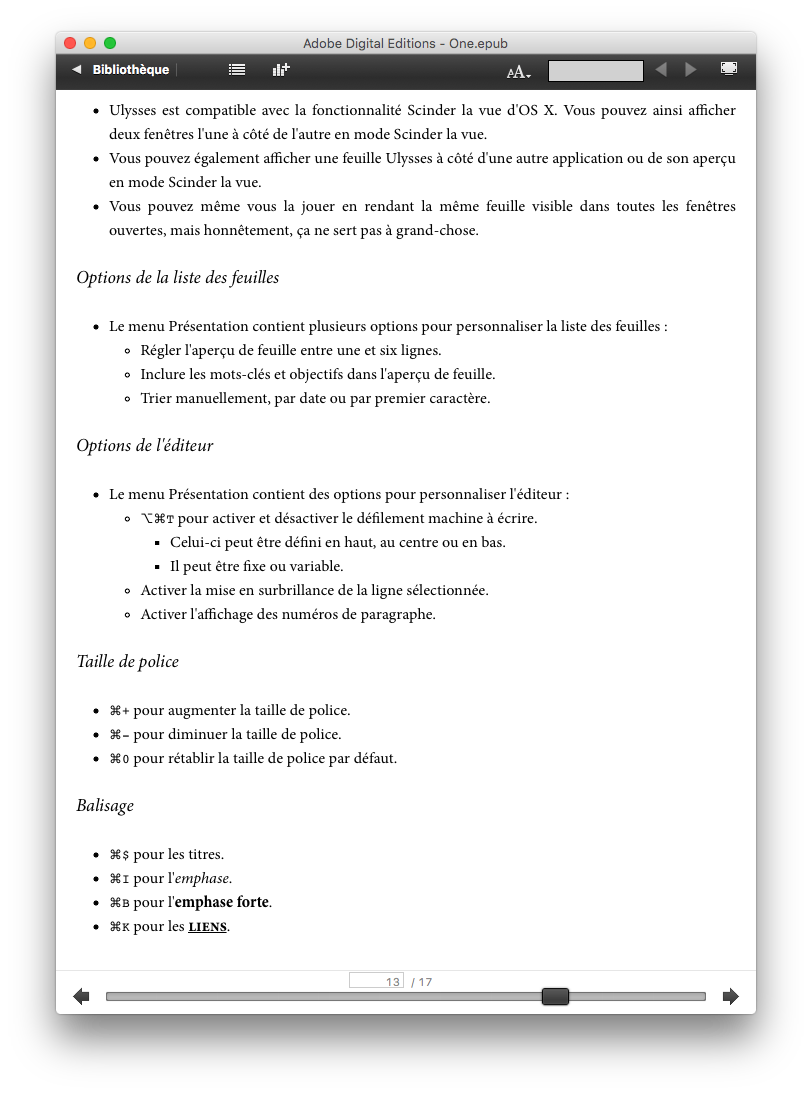 Adobe Digital Editions - One.epub
◀ Bibliothèque
AA
• Ulysses est compatible avec la fonctionnalité Scinder la vue d'OS X. Vous pouvez ainsi afficher
deux fenêtres l'une à côté de l'autre en mode Scinder la vue.
• Vous pouvez également afficher une feuille Ulysses à côté d'une autre application ou de son aperçu
en mode Scinder la vue.
• Vous pouvez même vous la jouer en rendant la même feuille visible dans toutes les fenêtres
ouvertes, mais honnêtement, ça ne sert pas à grand-chose.
Options de la liste des feuilles
• Le menu Présentation contient plusieurs options pour personnaliser la liste des feuilles :
◦ Régler l'aperçu de feuille entre une et six lignes.
◦ Inclure les mots-clés et objectifs dans l'aperçu de feuille.
◦ Trier manuellement, par date ou par premier caractère.
Options de l'éditeur
• Le menu Présentation contient des options pour personnaliser l'éditeur :
◦ ⌥⌘T pour activer et désactiver le défilement machine à écrire.
▪ Celui-ci peut être défini en haut, au centre ou en bas.
▪ Il peut être fixe ou variable.
◦ Activer la mise en surbrillance de la ligne sélectionnée.
◦ Activer l'affichage des numéros de paragraphe.
Taille de police
• ⌘+ pour augmenter la taille de police.
• ⌘– pour diminuer la taille de police.
• ⌘0 pour rétablir la taille de police par défaut.
Balisage
• ⌘$ pour les titres.
• ⌘I pour l'emphase.
• ⌘B pour l'emphase forte.
• ⌘K pour les LIENS.
13 / 17